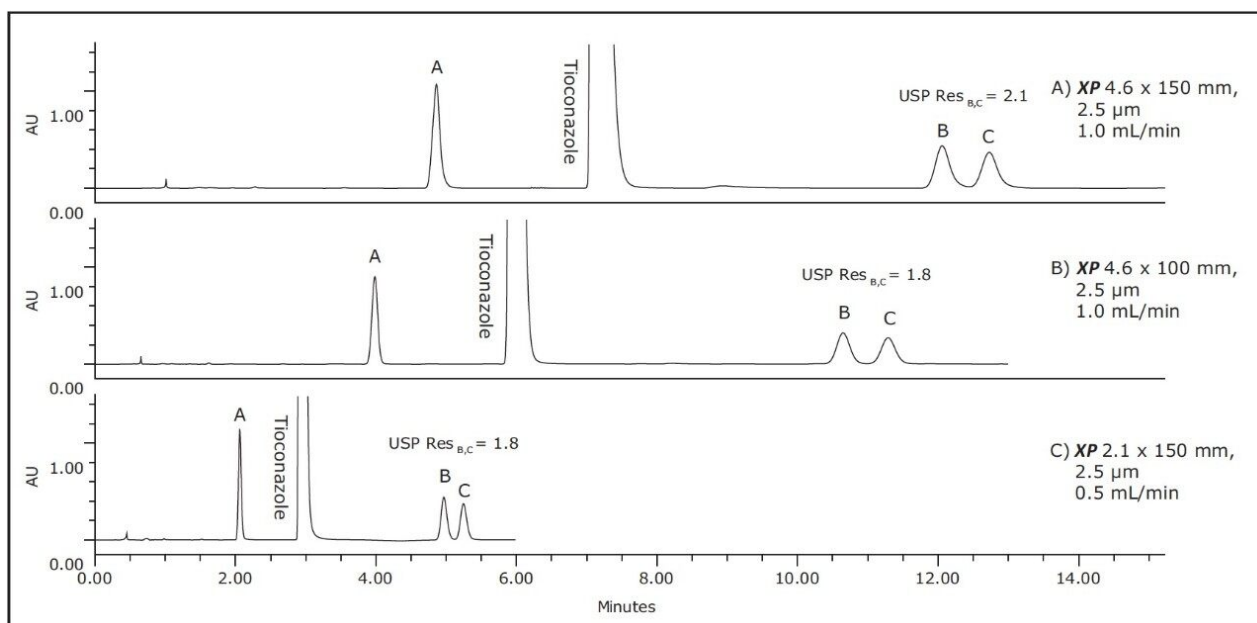 A
Tioconazole
USP Res B,C = 2.1
B
C
A) XP 4.6 x 150 mm,
2.5 µm
1.0 mL/min
AU
1.00
0.00
A
Tioconazole
USP Res B,C = 1.8
B
C
B) XP 4.6 x 100 mm,
2.5 µm
1.0 mL/min
AU
1.00
0.00
A
Tioconazole
USP Res B,C = 1.8
B
C
C) XP 2.1 x 150 mm,
2.5 µm
0.5 mL/min
AU
1.00
0.00
0.00 2.00 4.00 6.00 8.00 10.00 12.00 14.00
Minutes